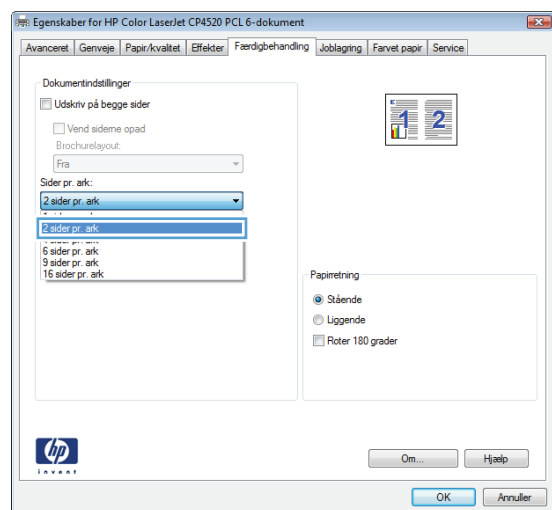 Egenskaber for HP Color LaserJet CP4520 PCL 6-dokument
Avanceret Genveje Papir/kvalitet Effekter Færdigbehandling Joblagring Farvet papir Service
Dokumentindstillinger
Udskriv på begge sider
Vend siderne opad
Brochurelayout:
Fra
Sider pr. ark:
2 sider pr. ark
2 sider pr. ark
6 sider pr. ark
9 sider pr. ark
16 sider pr. ark
1 2
Papirretning
Stående
Liggende
Roter 180 grader
hp
invent
Om... Hjælp
OK Annuller